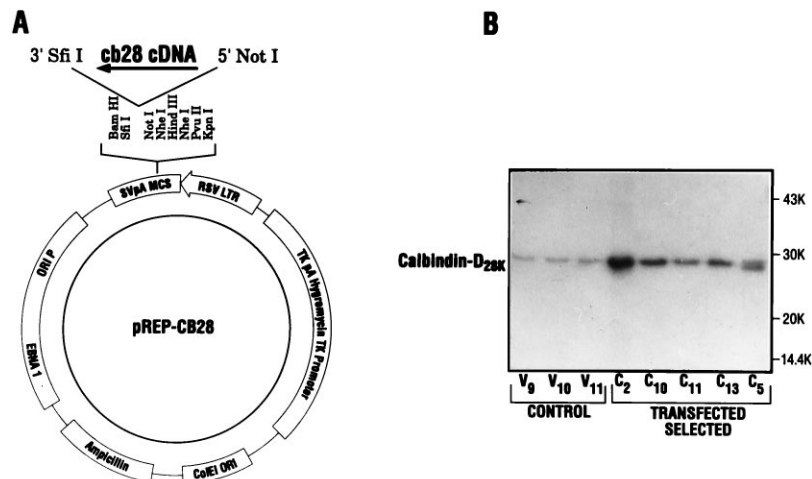 A
3' Sfi I cb28 cDNA 5' Not I
Bam HI
Sfi I
Not I
Nhe I
Hind III
Nhe I
Pvu II
Kpn I
SVpA MCS
RSV LTR
TK pA Hygromycin TK Promoter
ColEI ORI
Ampicillin
EBNA 1
ORI P
pREP-CB28
B
Calbindin-D28K
43K
30K
20K
14.4K
V9 V10 V11 C2 C10 C11 C13 C5
CONTROL
TRANSFECTED
SELECTED